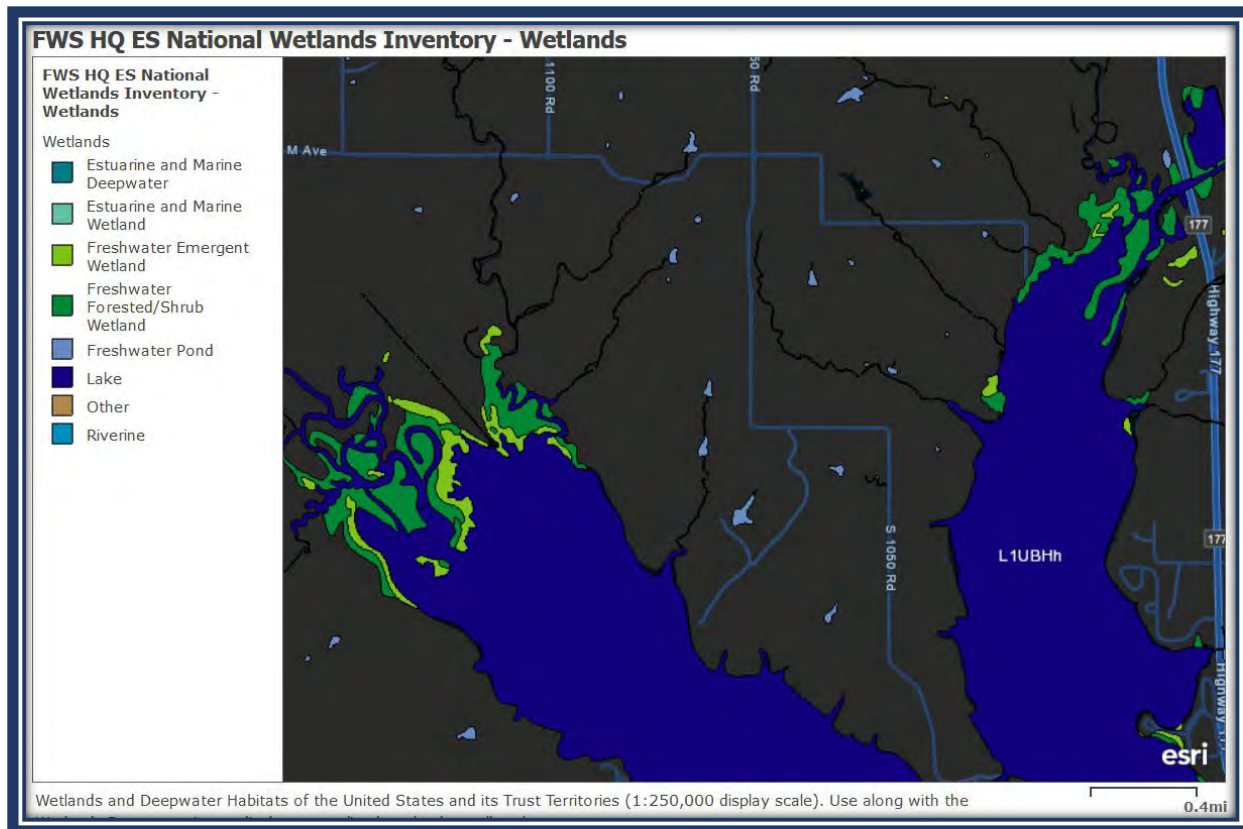 FWS HQ ES National Wetlands Inventory - Wetlands
FWS HQ ES National
Wetlands Inventory -
Wetlands
Wetlands
Estuarine and Marine
Deepwater
Estuarine and Marine
Wetland
Freshwater Emergent
Wetland
Freshwater
Forested/Shrub
Wetland
Freshwater Pond
Lake
Other
Riverine
M Ave
1100 Rd
50 Rd
177
Highway 177
S 1050 Rd
L1UBHh
177
esri
Wetlands and Deepwater Habitats of the United States and its Trust Territories (1:250,000 display scale). Use along with the
0.4mi